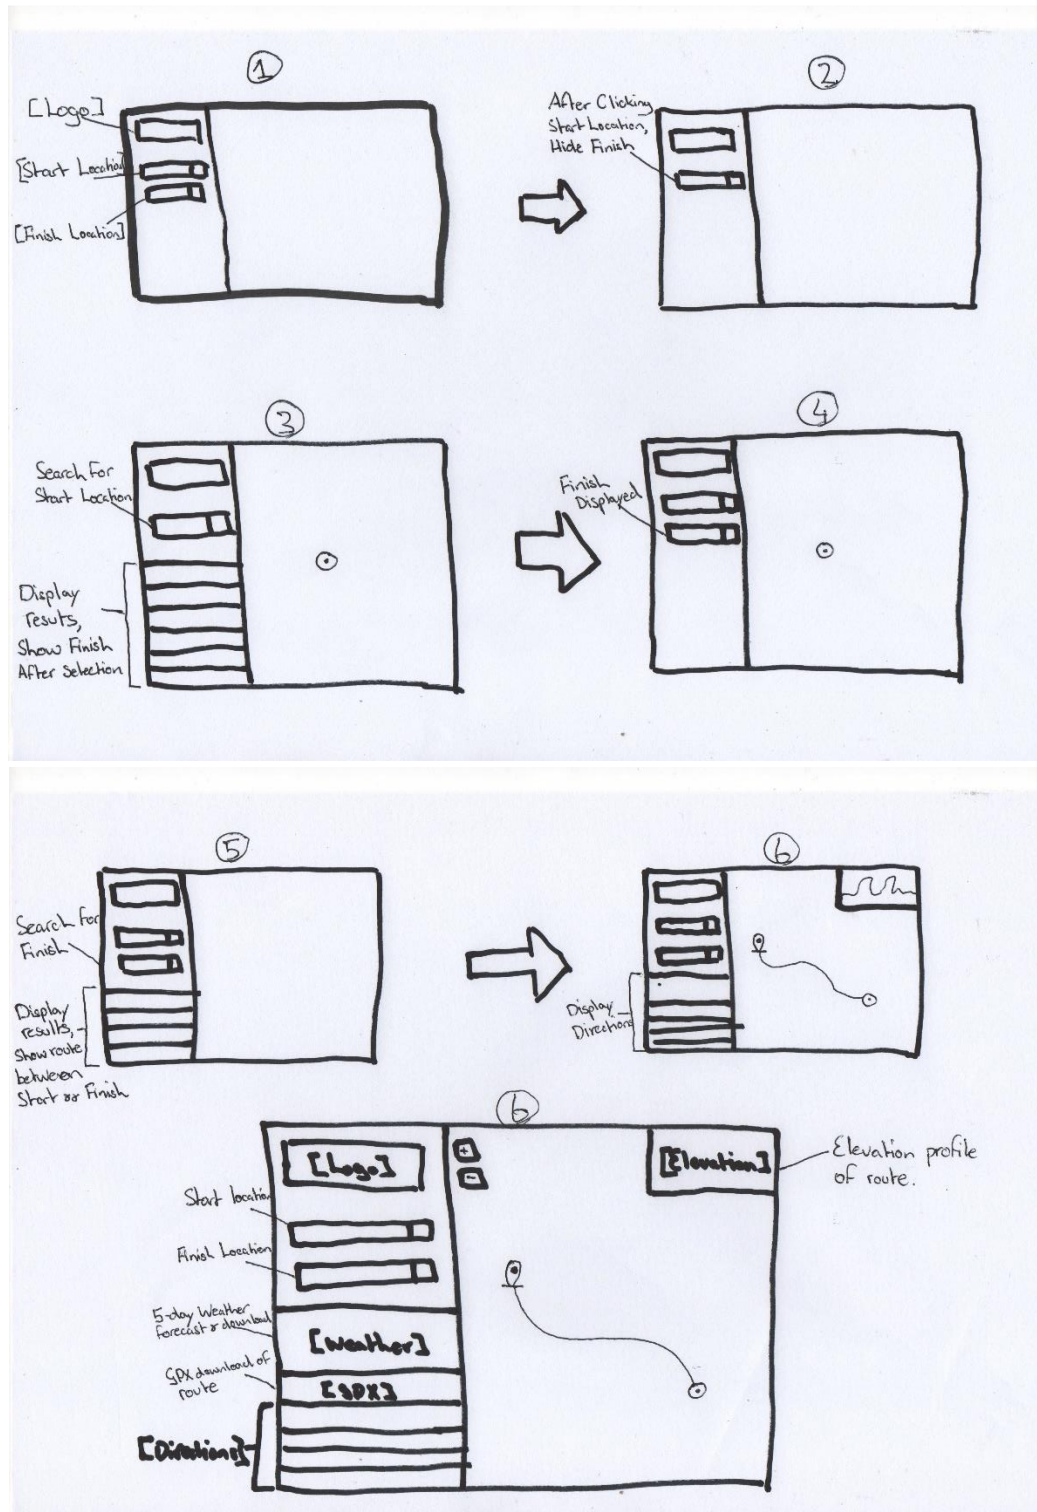 1
[Logo]
[Start Location]
[Finish Location]
2
After Clicking
Start Location,
Hide Finish
3
Search For
Start Location
Display
resuts,
Show Finish
After Selection
4
Finish
Displayed
5
Search For
Finish
Display
results,
Show route
between
Start
Finish
6
Display
Directions
6
[Logo]
+
-
[Elevation]
Elevation profile
of route.
Start location
Finish Location
5-day Weather
Forecast & download
[Weather]
GPX download of
route
[GPX]
[Directions]